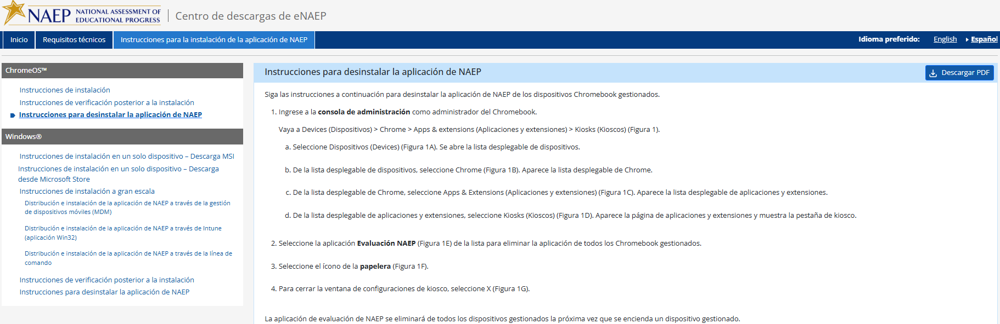 NAEP NATIONAL ASSESSMENT OF
EDUCATIONAL PROGRESS
Centro de descargas de eNAEP
Inicio
Requisitos técnicos
Instrucciones para la instalación de la aplicación de NAEP
Idioma preferido:
English
Español
ChromeOS™
Instrucciones de instalación
Instrucciones de verificación posterior a la instalación
Instrucciones para desinstalar la aplicación de NAEP
Windows®
Instrucciones de instalación en un solo dispositivo – Descarga MSI
Instrucciones de instalación en un solo dispositivo – Descarga
desde Microsoft Store
Instrucciones de instalación a gran escala
Distribución e instalación de la aplicación de NAEP a través de la gestión
de dispositivos móviles (MDM)
Distribución e instalación de la aplicación de NAEP a través de Intune
(aplicación Win32)
Distribución e instalación de la aplicación de NAEP a través de la línea de
comando
Instrucciones de verificación posterior a la instalación
Instrucciones para desinstalar la aplicación de NAEP
Instrucciones para desinstalar la aplicación de NAEP
Descargar PDF
Siga las instrucciones a continuación para desinstalar la aplicación de NAEP de los dispositivos Chromebook gestionados.
1. Ingrese a la consola de administración como administrador del Chromebook.
Vaya a Devices (Dispositivos) > Chrome > Apps & extensions (Aplicaciones y extensiones) > Kiosks (Kioscos) (Figura 1).
a. Seleccione Dispositivos (Devices) (Figura 1A). Se abre la lista desplegable de dispositivos.
b. De la lista desplegable de dispositivos, seleccione Chrome (Figura 1B). Aparece la lista desplegable de Chrome.
c. De la lista desplegable de Chrome, seleccione Apps & Extensions (Aplicaciones y extensiones) (Figura 1C). Aparece la lista desplegable de aplicaciones y extensiones.
d. De la lista desplegable de aplicaciones y extensiones, seleccione Kiosks (Kioscos) (Figura 1D). Aparece la página de aplicaciones y extensiones y muestra la pestaña de kiosco.
2. Seleccione la aplicación Evaluación NAEP (Figura 1E) de la lista para eliminar la aplicación de todos los Chromebook gestionados.
3. Seleccione el ícono de la papelera (Figura 1F).
4. Para cerrar la ventana de configuraciones de kiosco, seleccione X (Figura 1G).
La aplicación de evaluación de NAEP se eliminará de todos los dispositivos gestionados la próxima vez que se encienda un dispositivo gestionado.